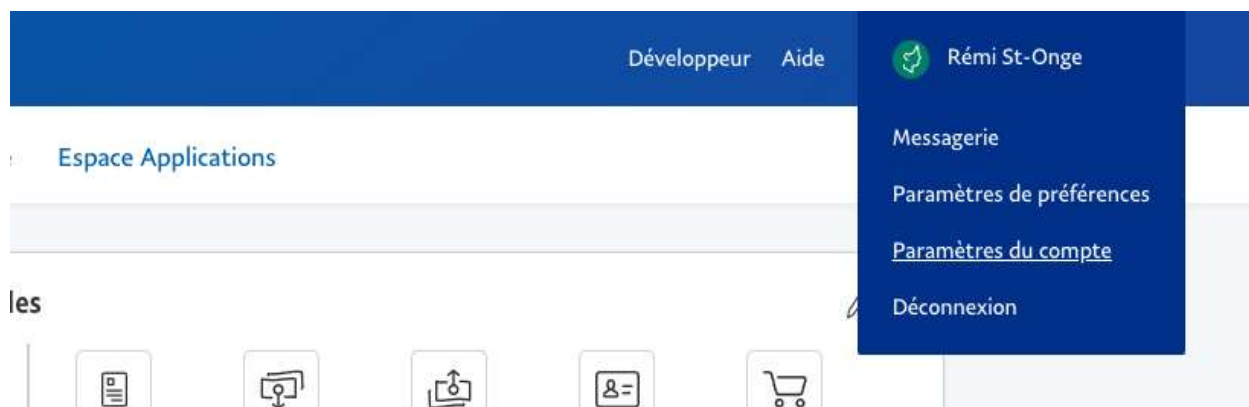 Développeur Aide Rémi St-Onge
Messagerie
Espace Applications
Paramètres de préférences
Paramètres du compte
les
Déconnexion